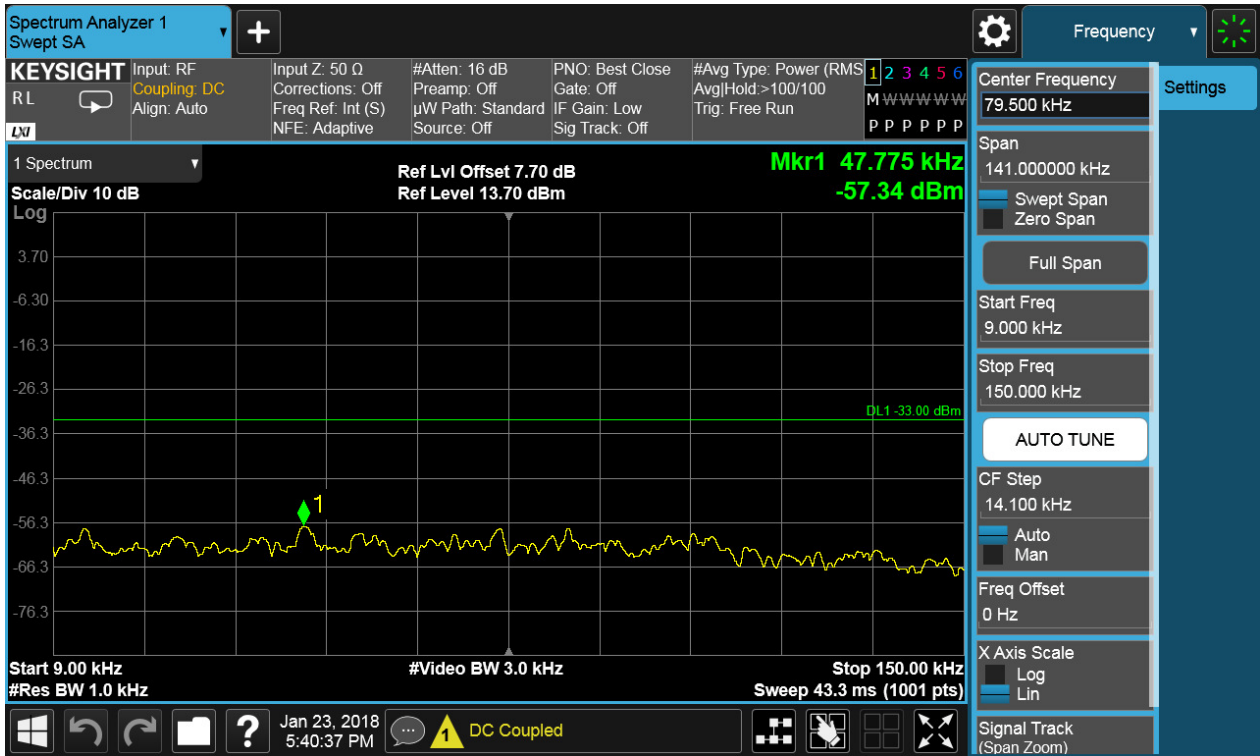 Spectrum Analyzer 1
Swept SA
+
Frequency
KEYSIGHT
RL
LXI
Input: RF
Coupling: DC
Align: Auto
Input Z: 50 Ω
Corrections: Off
Freq Ref: Int (S)
NFE: Adaptive
#Atten: 16 dB
Preamp: Off
µW Path: Standard
Source: Off
PNO: Best Close
Gate: Off
IF Gain: Low
Sig Track: Off
#Avg Type: Power (RMS
Avg|Hold:>100/100
Trig: Free Run
1 2 3 4 5 6
M W W W W W
P P P P P P
1 Spectrum
Scale/Div 10 dB
Log
Ref Lvl Offset 7.70 dB
Ref Level 13.70 dBm
Mkr1 47.775 kHz
-57.34 dBm
3.70
-6.30
-16.3
-26.3
-36.3
-46.3
-56.3
-66.3
-76.3
DL1 -33.00 dBm
1
Start 9.00 kHz
#Res BW 1.0 kHz
#Video BW 3.0 kHz
Stop 150.00 kHz
Sweep 43.3 ms (1001 pts)
Center Frequency
79.500 kHz
Span
141.000000 kHz
Swept Span
Zero Span
Full Span
Start Freq
9.000 kHz
Stop Freq
150.000 kHz
AUTO TUNE
CF Step
14.100 kHz
Auto
Man
Freq Offset
0 Hz
X Axis Scale
Log
Lin
Signal Track
(Span Zoom)
Settings
?
Jan 23, 2018
5:40:37 PM
1
DC Coupled